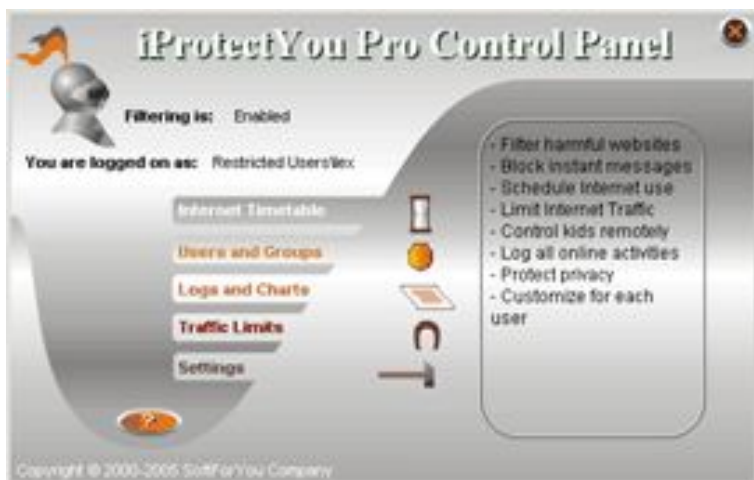 iProtectYou Pro Control Panel
Filtering is: Enabled
You are logged on as: Restricted Users\lex
Internet Timetable
Users and Groups
Logs and Charts
Traffic Limits
Settings
?
- Filter harmful websites
- Block instant messages
- Schedule Internet use
- Limit Internet Traffic
- Control kids remotely
- Log all online activities
- Protect privacy
- Customize for each
user
Copyright © 2000-2005 SoftForYou Company